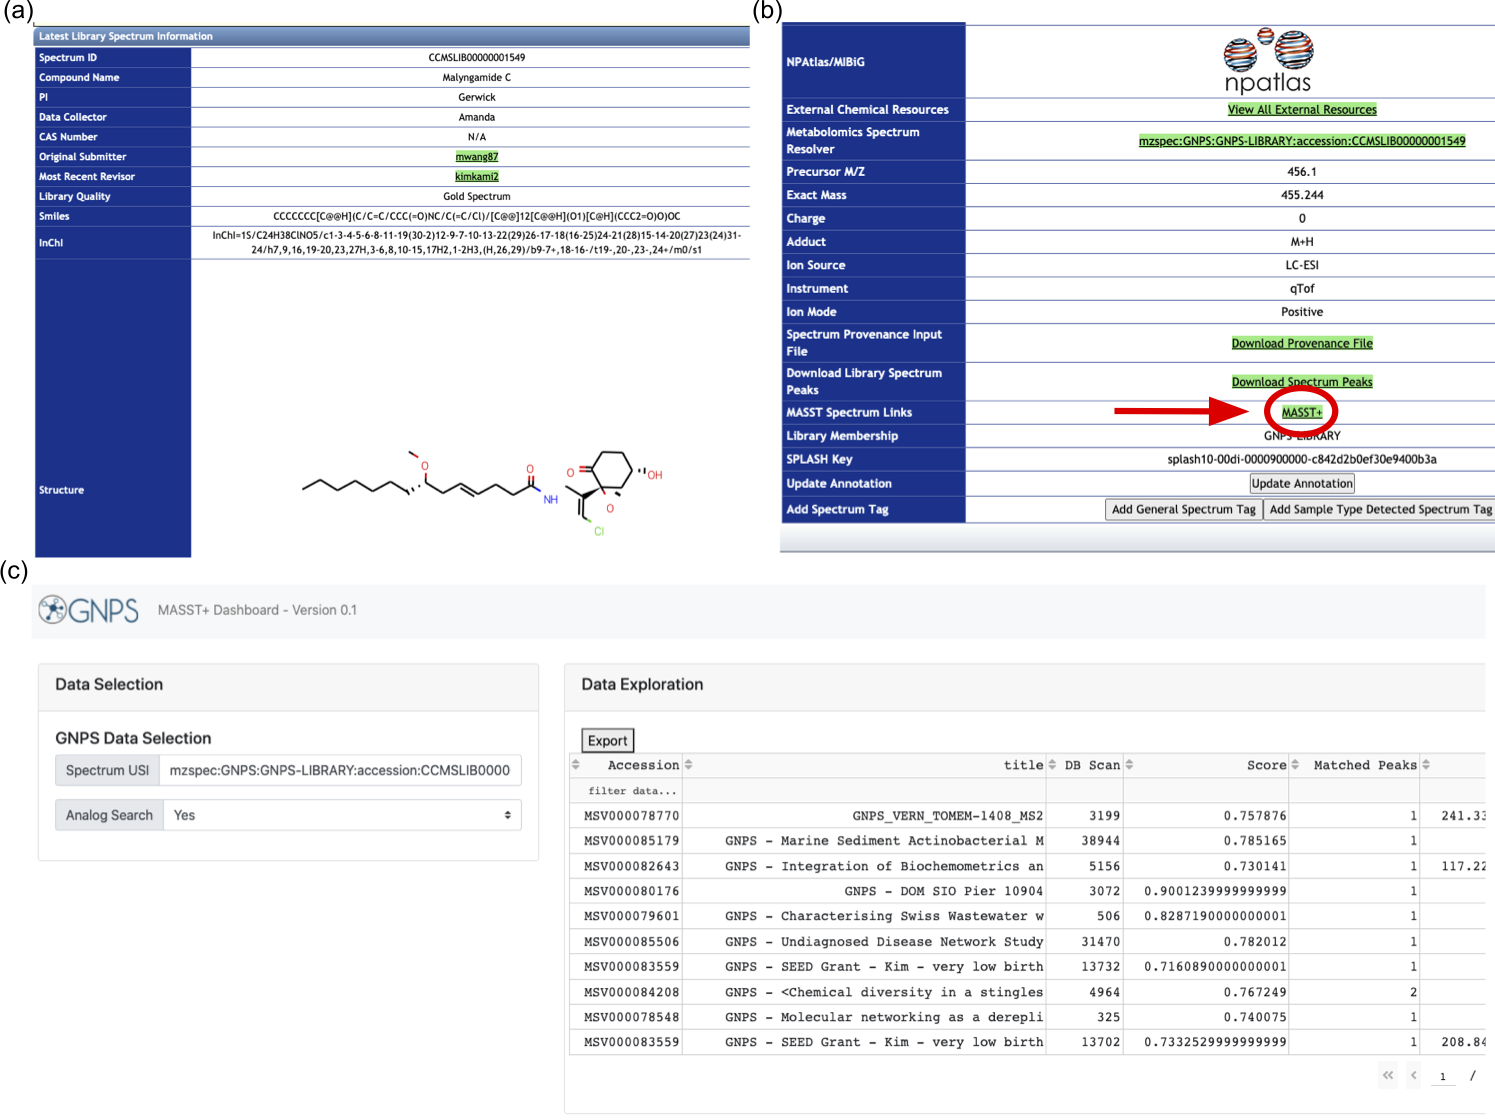 (a)
Latest Library Spectrum Information
Spectrum ID CCMSLIB00000001549
Compound Name Malyngamide C
PI Gerwick
Data Collector Amanda
CAS Number N/A
Original Submitter mwang87
Most Recent Revisor kimkami2
Library Quality Gold Spectrum
Smiles CCCCCCC[C@@H](C/C=C/CCC(=O)NC/C(=C/Cl)/[C@@]12[C@@H](O1)[C@H](CCC2=O)O)OC
InChI InChI=1S/C24H38ClNO5/c1-3-4-5-6-8-11-19(30-2)12-9-7-10-13-22(29)26-17-18(16-25)24-21(28)15-14-20(27)23(24)31-
24/h7,9,16,19-20,23,27H,3-6,8,10-15,17H2,1-2H3,(H,26,29)/b9-7+,18-16-/t19-,20-,23-,24+/m0/s1
Structure
O
O
NH
O
OH
O
Cl
(b)
NPAtlas/MIBiG npatlas
External Chemical Resources View All External Resources
Metabolomics Spectrum
Resolver mzspec:GNPS:GNPS-LIBRARY:accession:CCMSLIB00000001549
Precursor M/Z 456.1
Exact Mass 455.244
Charge 0
Adduct M+H
Ion Source LC-ESI
Instrument qTof
Ion Mode Positive
Spectrum Provenance Input
File Download Provenance File
Download Library Spectrum
Peaks Download Spectrum Peaks
MASST Spectrum Links MASST+
Library Membership GNPS-LIBRARY
SPLASH Key splash10-00di-0000900000-c842d2b0ef30e9400b3a
Update Annotation Update Annotation
Add Spectrum Tag Add General Spectrum Tag Add Sample Type Detected Spectrum Tag
(c)
GNPS MASST+ Dashboard - Version 0.1
Data Selection
GNPS Data Selection
Spectrum USI mzspec:GNPS:GNPS-LIBRARY:accession:CCMSLIB0000
Analog Search Yes
Data Exploration
Export
Accession title DB Scan Score Matched Peaks
filter data...
MSV000078770 GNPS_VERN_TOMEM-1408_MS2 3199 0.757876 1 241.33
MSV000085179 GNPS - Marine Sediment Actinobacterial M 38944 0.785165 1
MSV000082643 GNPS - Integration of Biochemometrics an 5156 0.730141 1 117.22
MSV000080176 GNPS - DOM SIO Pier 10904 3072 0.9001239999999999 1
MSV000079601 GNPS - Characterising Swiss Wastewater w 506 0.8287190000000001 1
MSV000085506 GNPS - Undiagnosed Disease Network Study 31470 0.782012 1
MSV000083559 GNPS - SEED Grant - Kim - very low birth 13732 0.7160890000000001 1
MSV000084208 GNPS - <Chemical diversity in a stingles 4964 0.767249 2
MSV000078548 GNPS - Molecular networking as a derepli 325 0.740075 1
MSV000083559 GNPS - SEED Grant - Kim - very low birth 13702 0.7332529999999999 1 208.84
« < 1 /